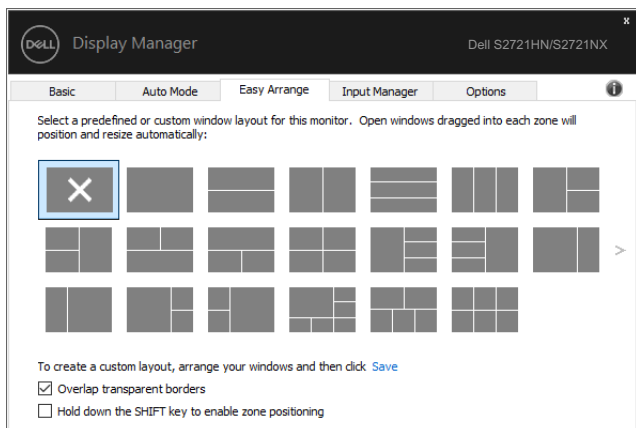 x
DELL Display Manager Dell S2721HN/S2721NX
Basic Auto Mode Easy Arrange Input Manager Options
Select a predefined or custom window layout for this monitor. Open windows dragged into each zone will
position and resize automatically:
>
To create a custom layout, arrange your windows and then click Save
Overlap transparent borders
Hold down the SHIFT key to enable zone positioning